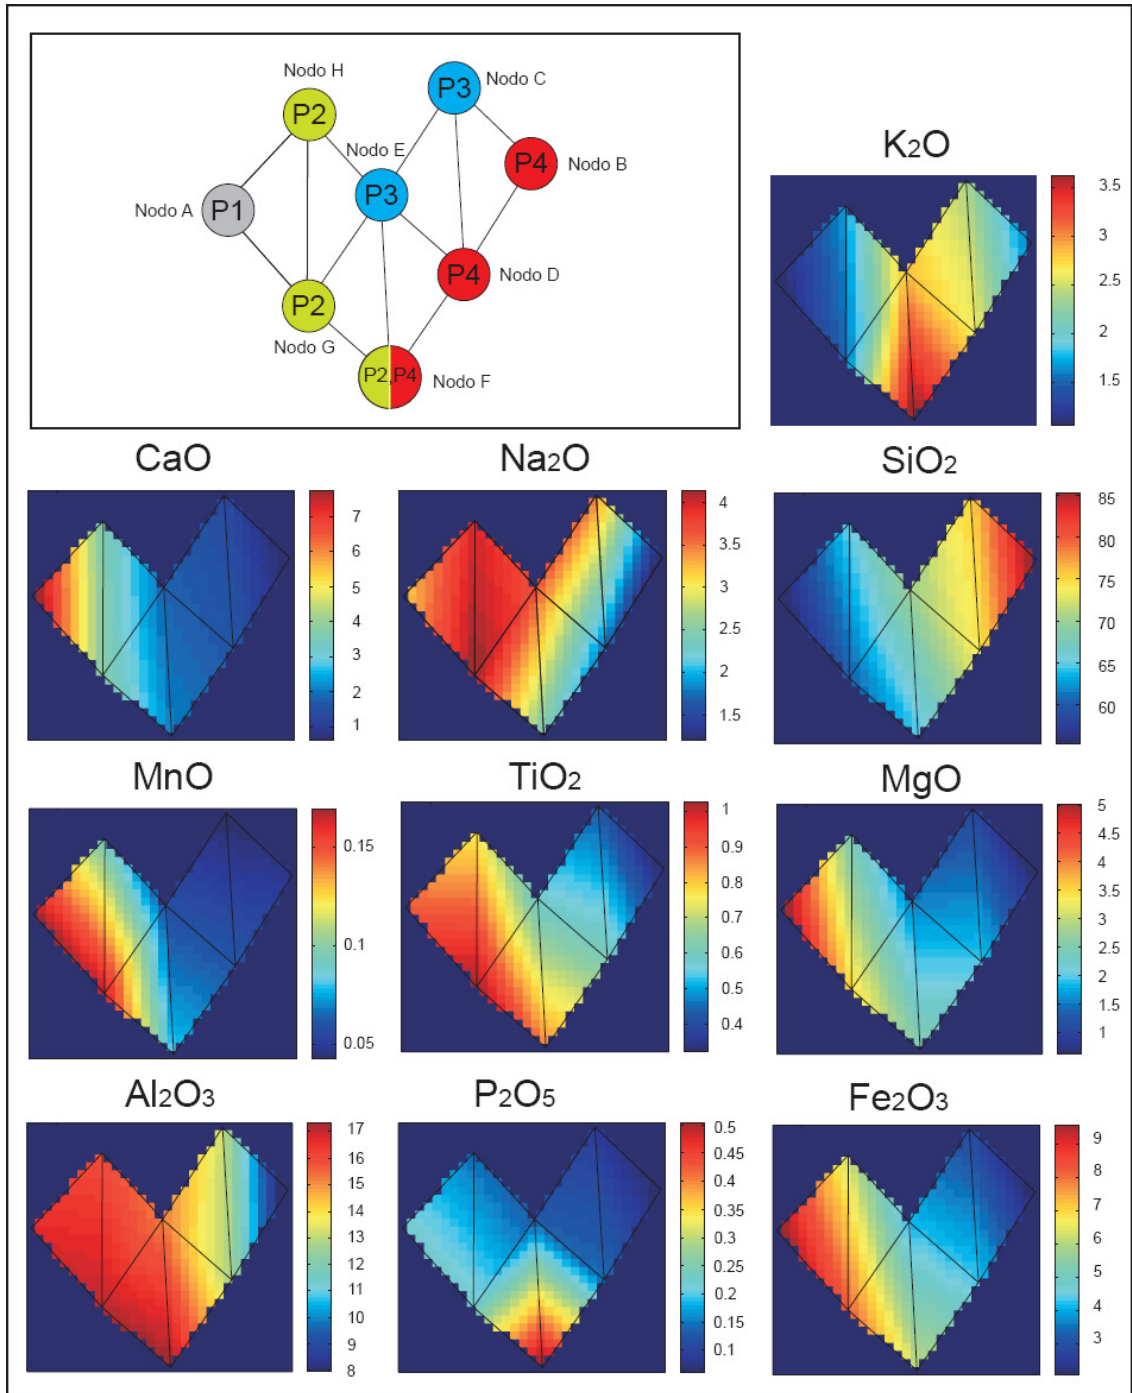 Nodo H
P2
P3
Nodo C
K₂O
Nodo E
P4
Nodo B
Nodo A
P1
P3
P4
Nodo D
P2
Nodo G
P2,P4
Nodo F
3.5
3
2.5
2
1.5
CaO
7
6
5
4
3
2
1
Na₂O
4
3.5
3
2.5
2
1.5
SiO₂
85
80
75
70
65
60
MnO
0.15
0.1
0.05
TiO₂
1
0.9
0.8
0.7
0.6
0.5
0.4
MgO
5
4.5
4
3.5
3
2.5
2
1.5
1
Al₂O₃
17
16
15
14
13
12
11
10
9
8
P₂O₅
0.5
0.45
0.4
0.35
0.3
0.25
0.2
0.15
0.1
Fe₂O₃
9
8
7
6
5
4
3